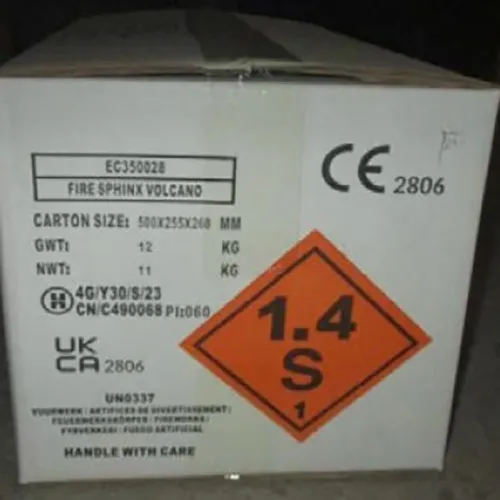 EC350028
FIRE SPHINX VOLCANO
CARTON SIZE: 500X255X268 MM
GWT: 12 KG
NWT: 11 KG
4G/Y30/S/23
CN/C490068 PI:060
UK
CA 2806
UN0337
VUURWERK / ARTIFICES DE DIVERTISSEMENT /
FEUERWERKSKÖRPER / FIREWORKS /
FYRVERKERI / FUEGO ARTIFICIAL
HANDLE WITH CARE
CE 2806
1.4
S
1